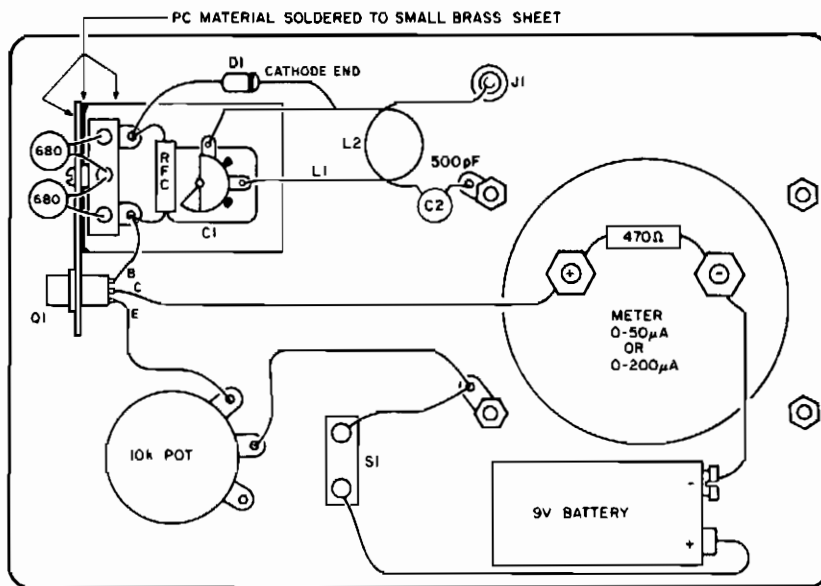 PC MATERIAL SOLDERED TO SMALL BRASS SHEET
D1
CATHODE END
J1
680
680
RFC
L2
L1
500pF
C2
C1
B
C
E
Q1
470Ω
+
-
METER
0-50μA
OR
0-200μA
10k POT
S1
9V BATTERY
-
+